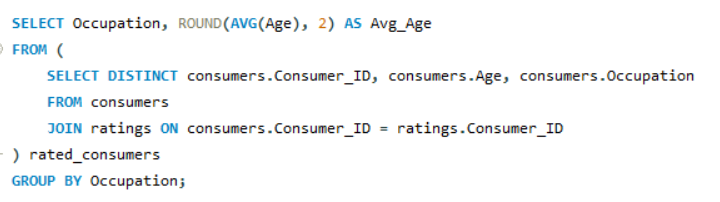 SELECT Occupation, ROUND(AVG(Age), 2) AS Avg_Age
FROM (
    SELECT DISTINCT consumers.Consumer_ID, consumers.Age, consumers.Occupation
    FROM consumers
    JOIN ratings ON consumers.Consumer_ID = ratings.Consumer_ID
) rated_consumers
GROUP BY Occupation;